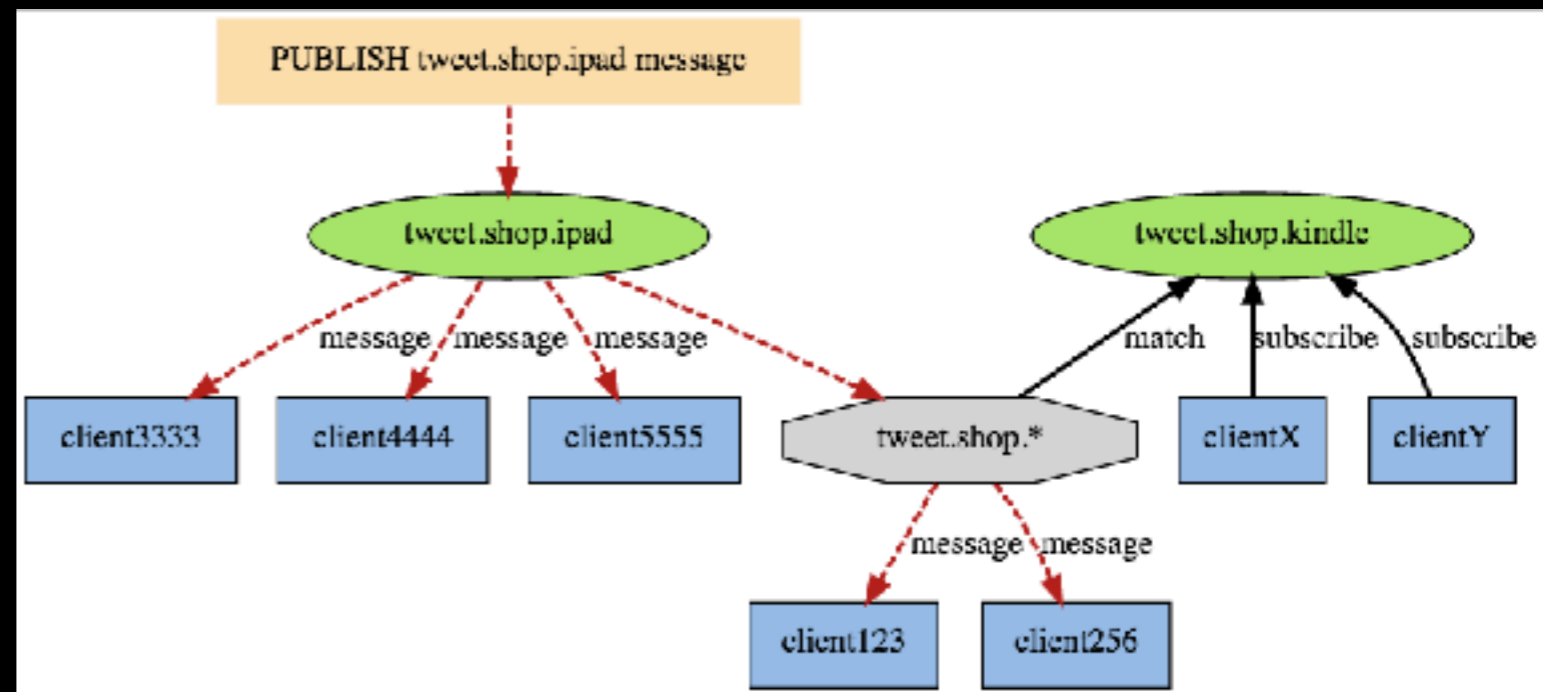 PUBLISH tweet.shop.ipad message
tweet.shop.ipad
tweet.shop.kindle
message
message
message
match
subscribe
subscribe
client3333
client4444
client5555
tweet.shop.*
clientX
clientY
message
message
client123
client256